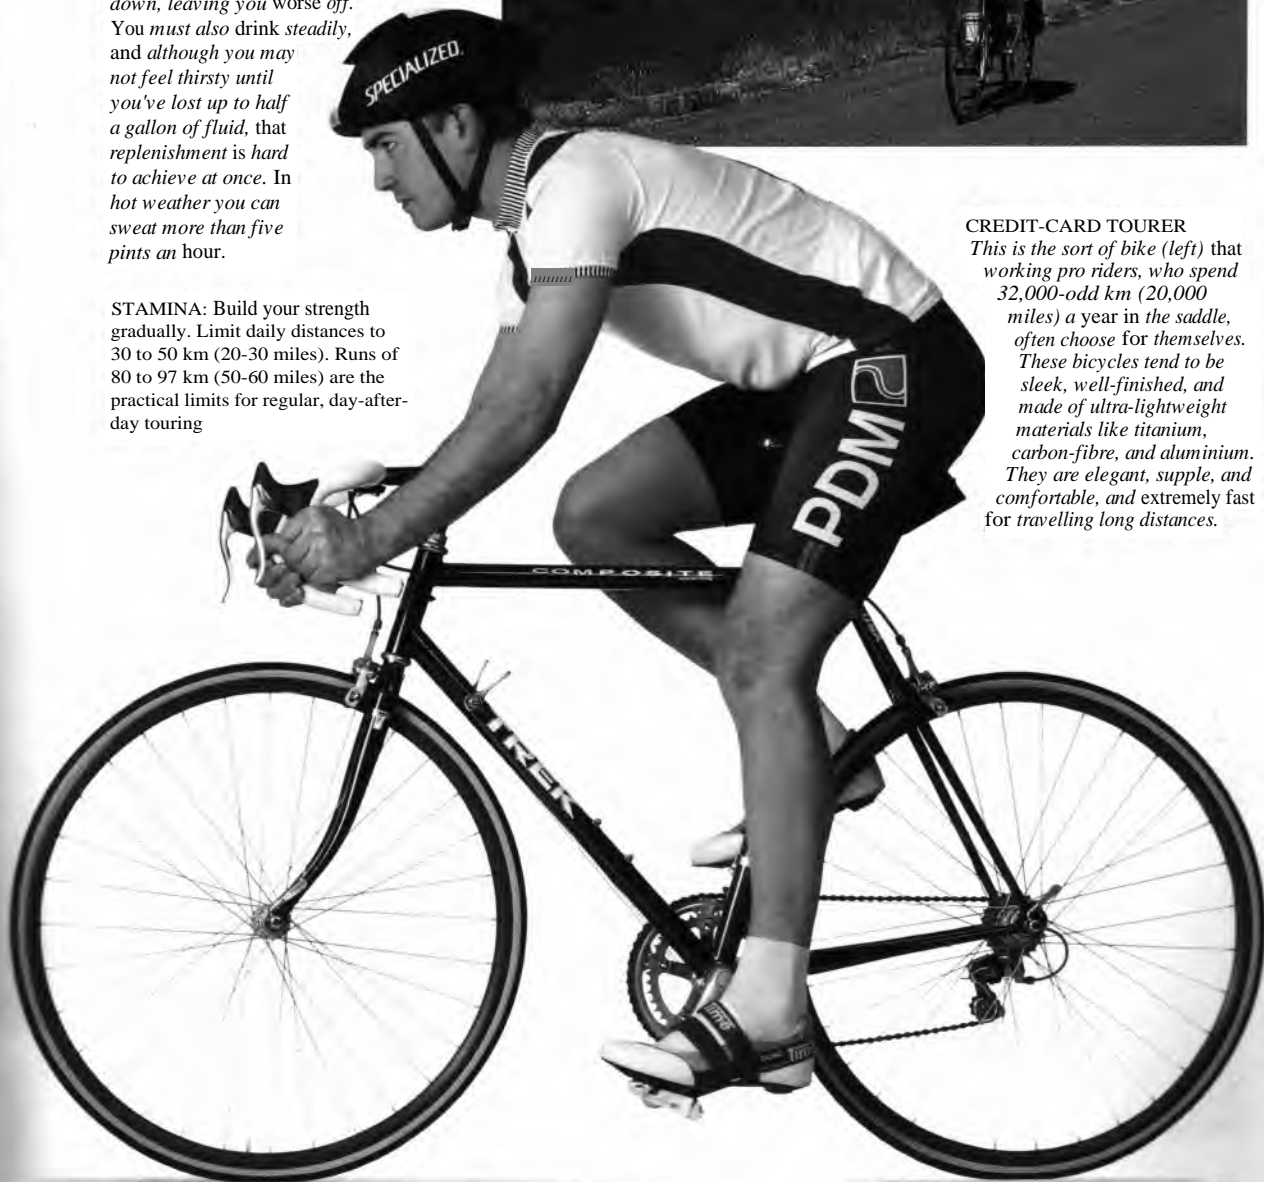 down, leaving you worse off.
You must also drink steadily,
and although you may
not feel thirsty until
you've lost up to half
a gallon of fluid, that
replenishment is hard
to achieve at once. In
hot weather you can
sweat more than five
pints an hour.
STAMINA: Build your strength
gradually. Limit daily distances to
30 to 50 km (20-30 miles). Runs of
80 to 97 km (50-60 miles) are the
practical limits for regular, day-after-
day touring
SPECIALIZED.
CREDIT-CARD TOURER
This is the sort of bike (left) that
working pro riders, who spend
32,000-odd km (20,000
miles) a year in the saddle,
often choose for themselves.
These bicycles tend to be
sleek, well-finished, and
made of ultra-lightweight
materials like titanium,
carbon-fibre, and aluminium.
They are elegant, supple, and
comfortable, and extremely fast
for travelling long distances.
PDM
COMPOSITE
TREK
Time
Time